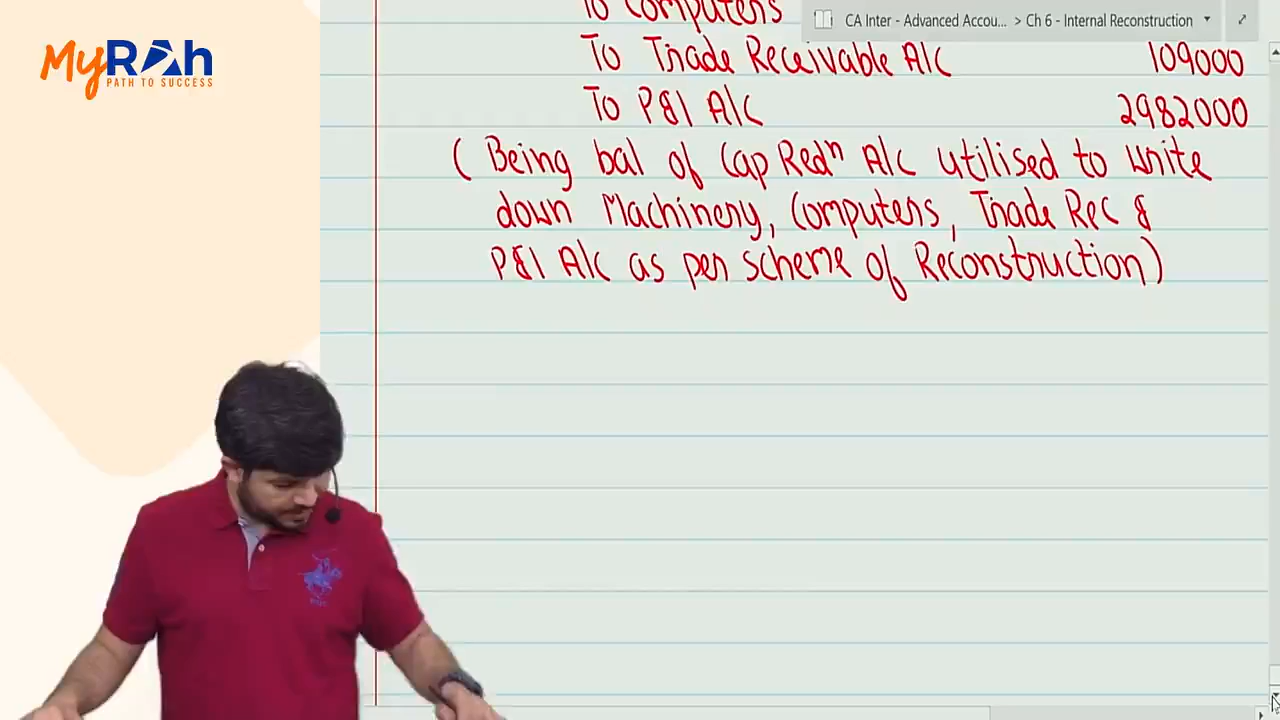 MyRAh
PATH TO SUCCESS
CA Inter - Advanced Accou... > Ch 6 - Internal Reconstruction
To Computers
To Trade Receivable A/c 109000
To P&l A/c 2982000
( Being bal of Cap Redⁿ A/c utilised to write
down Machinery, Computers, Trade Rec &
P&l A/c as per scheme of Reconstruction)